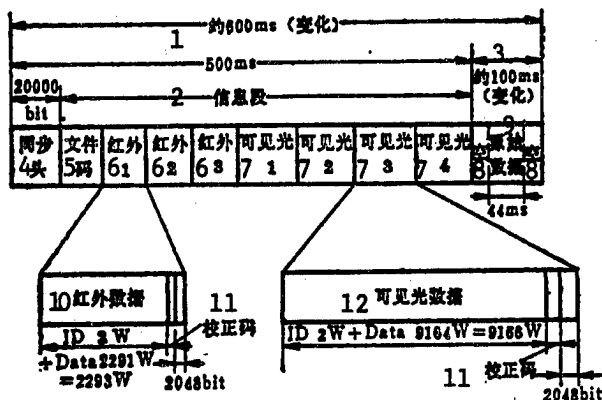 1 约600ms（变化）
500ms
3
约100ms
（变化）
20000
bit
2 信息段
同步
4头
文件
5码
红外
61
红外
62
红外
63
可见光
7 1
可见光
7 2
可见光
7 3
可见光
7 4
空
8
9
数据
空
8
44ms
10红外数据
11
校正码
ID 2W
+Data2291W
=2293W
2048bit
12 可见光数据
ID 2W+Data 9164W=9166W
11 校正码
2048bit